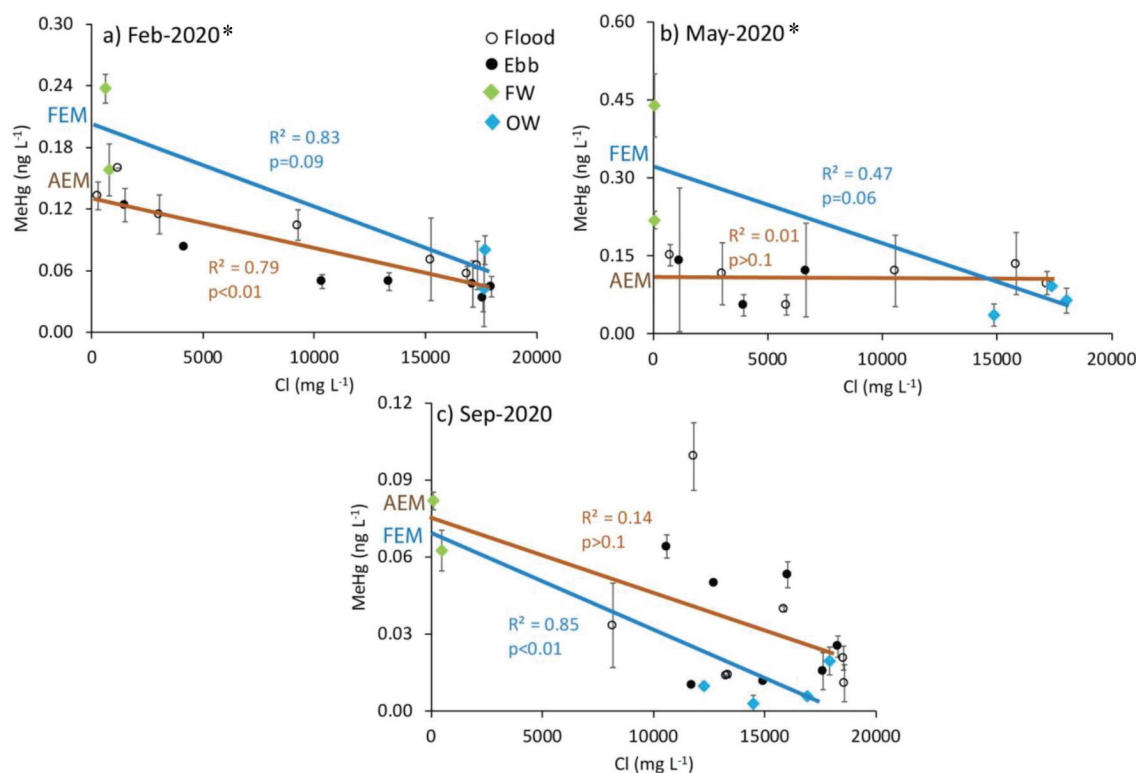 a) Feb-2020*
MeHg (ng L⁻¹)
0.30
0.24
0.18
0.12
0.06
0.00
FEM
AEM
R² = 0.83
p=0.09
R² = 0.79
p<0.01
0
5000
10000
15000
20000
Cl (mg L⁻¹)
Flood
Ebb
FW
OW
b) May-2020*
MeHg (ng L⁻¹)
0.60
0.45
0.30
0.15
0.00
FEM
AEM
R² = 0.47
p=0.06
R² = 0.01
p>0.1
0
5000
10000
15000
20000
Cl (mg L⁻¹)
c) Sep-2020
MeHg (ng L⁻¹)
0.12
0.09
0.06
0.03
0.00
AEM
FEM
R² = 0.14
p>0.1
R² = 0.85
p<0.01
0
5000
10000
15000
20000
Cl (mg L⁻¹)